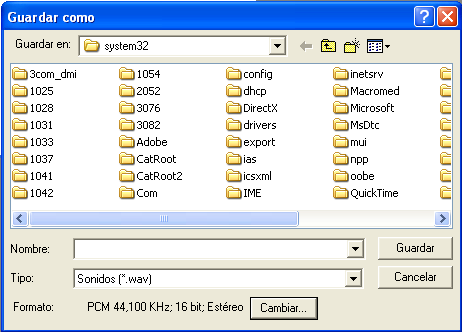 Guardar como
Guardar en: system32
3com_dmi 1054 config inetsrv
1025 2052 dhcp Macromed
1028 3076 DirectX Microsoft
1031 3082 drivers MsDtc
1033 Adobe export mui
1037 CatRoot ias npp
1041 CatRoot2 icsxml oobe
1042 Com IME QuickTime
Nombre: Guardar
Tipo: Sonidos (*.wav) Cancelar
Formato: PCM 44,100 KHz; 16 bit; Estéreo Cambiar...